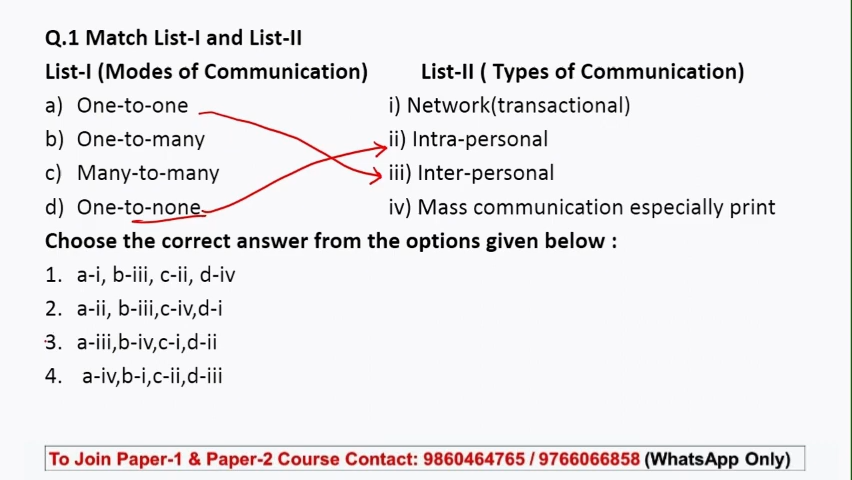 Q.1 Match List-I and List-II
List-I (Modes of Communication) List-II ( Types of Communication)
a) One-to-one i) Network(transactional)
b) One-to-many ii) Intra-personal
c) Many-to-many iii) Inter-personal
d) One-to-none iv) Mass communication especially print
Choose the correct answer from the options given below :
1. a-i, b-iii, c-ii, d-iv
2. a-ii, b-iii,c-iv,d-i
3. a-iii,b-iv,c-i,d-ii
4. a-iv,b-i,c-ii,d-iii
To Join Paper-1 & Paper-2 Course Contact: 9860464765 / 9766066858 (WhatsApp Only)